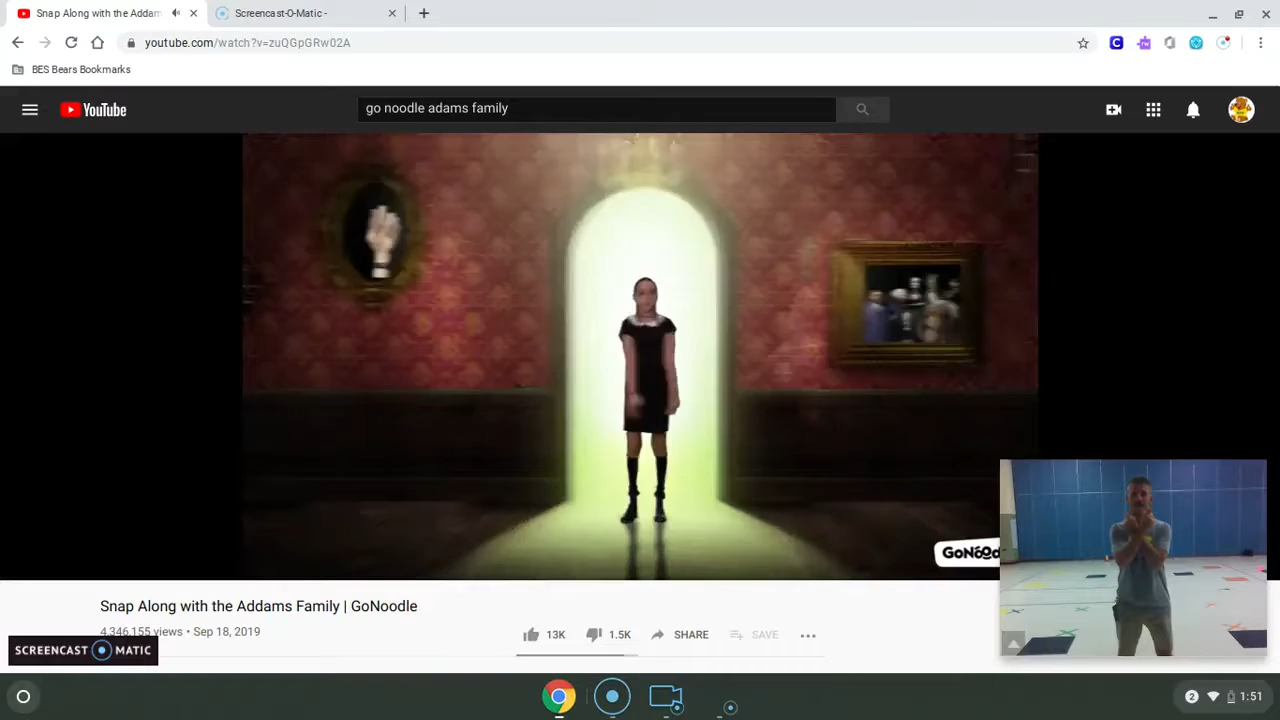 Snap Along with the Addam
Screencast-O-Matic -
youtube.com/watch?v=zuQGpGRw02A
BES Bears Bookmarks
YouTube
go noodle adams family
GoNood
Snap Along with the Addams Family | GoNoodle
4,346,155 views • Sep 18, 2019
13K
1.5K
SHARE
SAVE
SCREENCAST MATIC
2
1:51